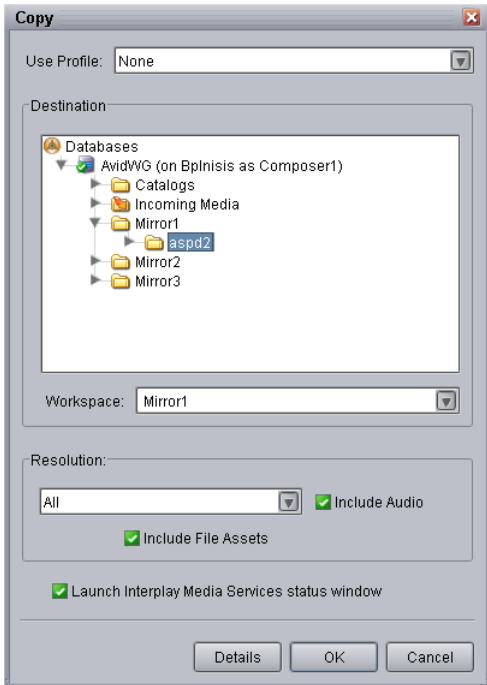 Copy
Use Profile: None
Destination
Databases
AvidWG (on Bplnisis as Composer1)
Catalogs
Incoming Media
Mirror1
aspd2
Mirror2
Mirror3
Workspace: Mirror1
Resolution:
All Include Audio
Include File Assets
Launch Interplay Media Services status window
Details OK Cancel